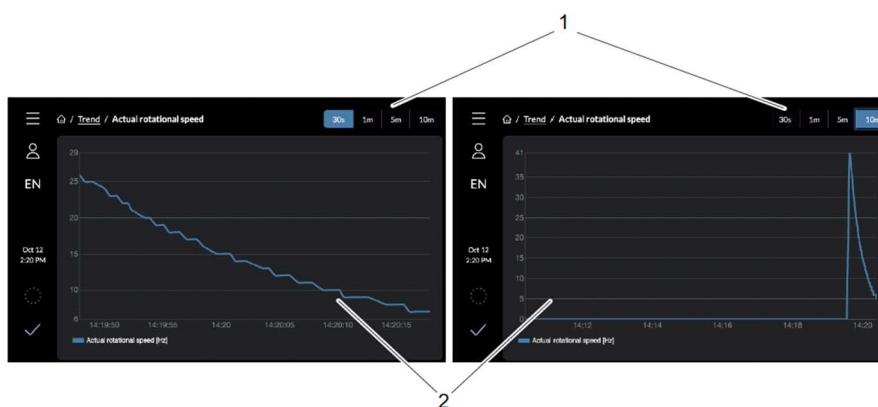 1
Trend / Actual rotational speed
30s 1m 5m 10m
29
25
20
15
10
6
14:19:50 14:19:55 14:20 14:20:05 14:20:10 14:20:15
Actual rotational speed [Hz]
EN
Oct 12
2:20 PM
Trend / Actual rotational speed
30s 1m 5m 10m
41
35
30
25
20
15
10
5
0
14:12 14:14 14:16 14:18 14:20
Actual rotational speed [Hz]
EN
Oct 12
2:20 PM
2